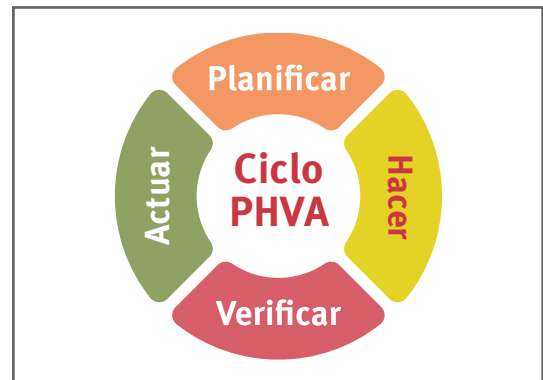 Planificar
Hacer
Verificar
Actuar
Ciclo
PHVA